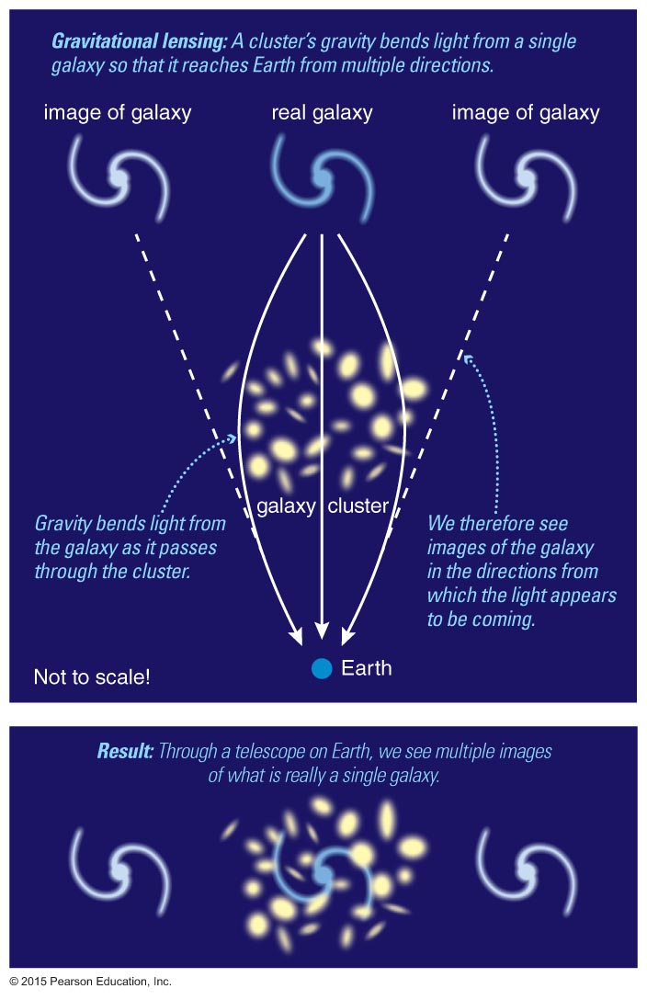 Gravitational lensing: A cluster's gravity bends light from a single
galaxy so that it reaches Earth from multiple directions.
image of galaxy
real galaxy
image of galaxy
galaxy cluster
Gravity bends light from
the galaxy as it passes
through the cluster.
We therefore see
images of the galaxy
in the directions from
which the light appears
to be coming.
Earth
Not to scale!
Result: Through a telescope on Earth, we see multiple images
of what is really a single galaxy.
© 2015 Pearson Education, Inc.